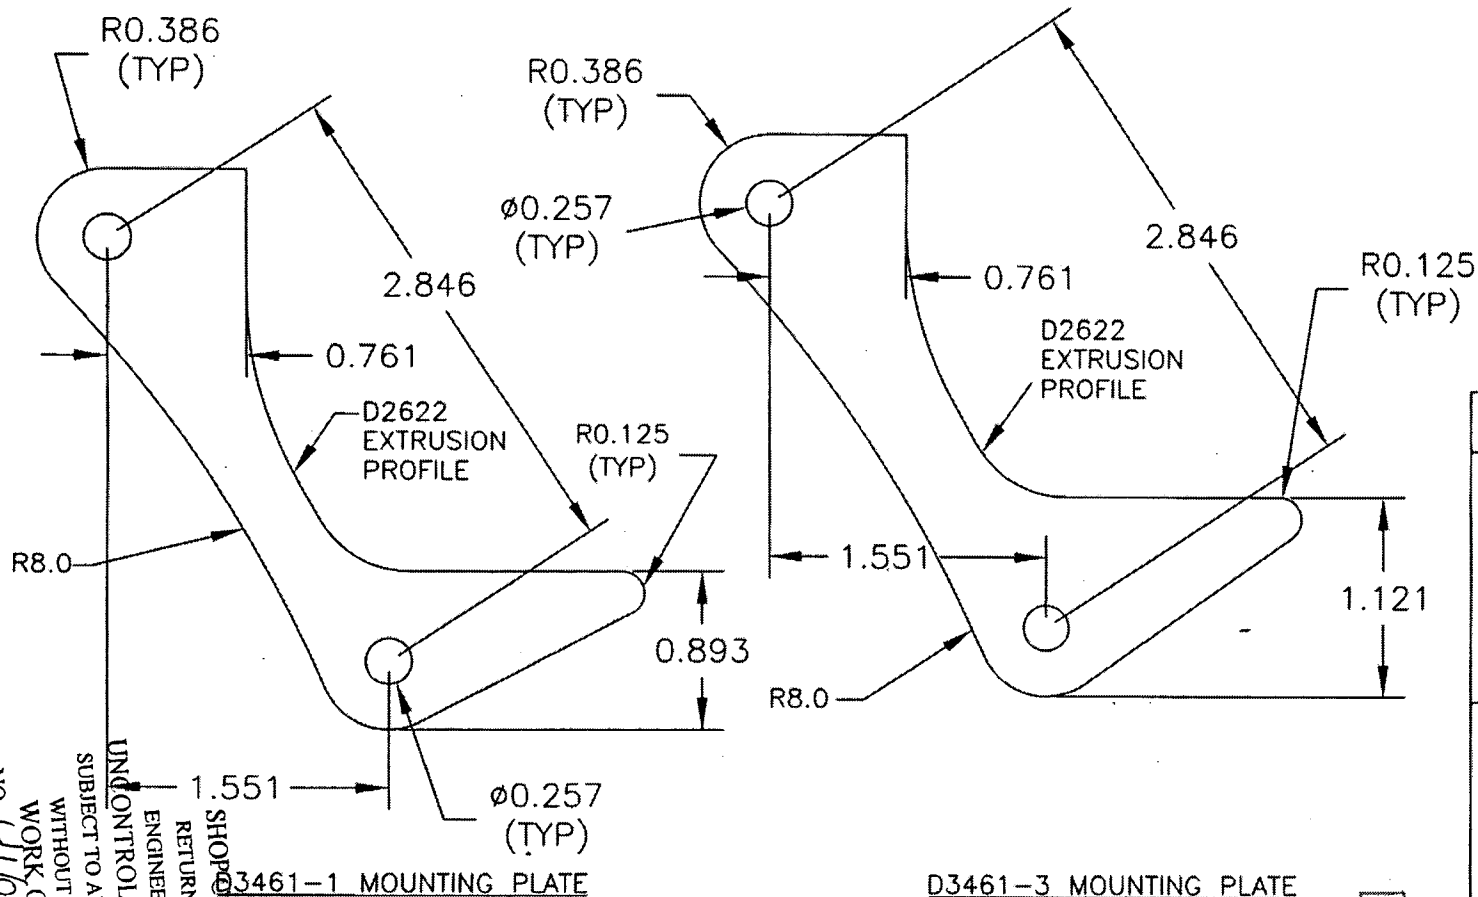 R0.386
(TYP)
2.846
0.761
D2622
EXTRUSION
PROFILE
R0.125
(TYP)
R8.0
0.893
1.551
ø0.257
(TYP)
D3461-1 MOUNTING PLATE
R0.386
(TYP)
ø0.257
(TYP)
2.846
0.761
R0.125
(TYP)
D2622
EXTRUSION
PROFILE
1.551
1.121
R8.0
D3461-3 MOUNTING PLATE
SHOP
RETURN
ENGINEE
UNCONTROL
SUBJECT TO A
WITHOUT
WORK